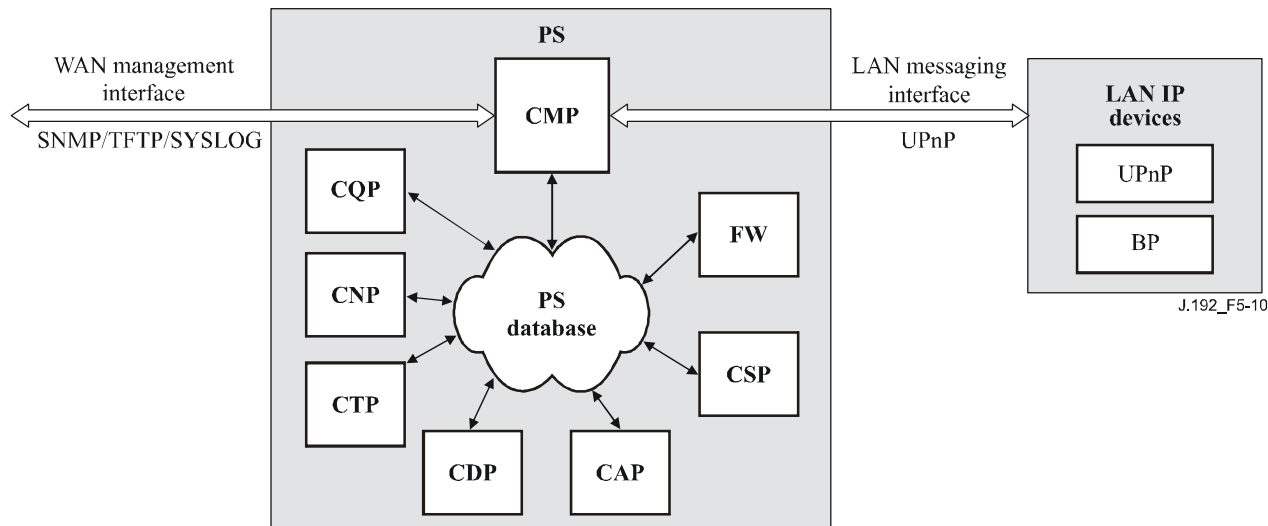 PS
WAN management
interface
SNMP/TFTP/SYSLOG
CMP
LAN messaging
interface
UPnP
LAN IP
devices
UPnP
BP
CQP
FW
CNP
PS
database
CTP
CSP
CDP
CAP
J.192_F5-10